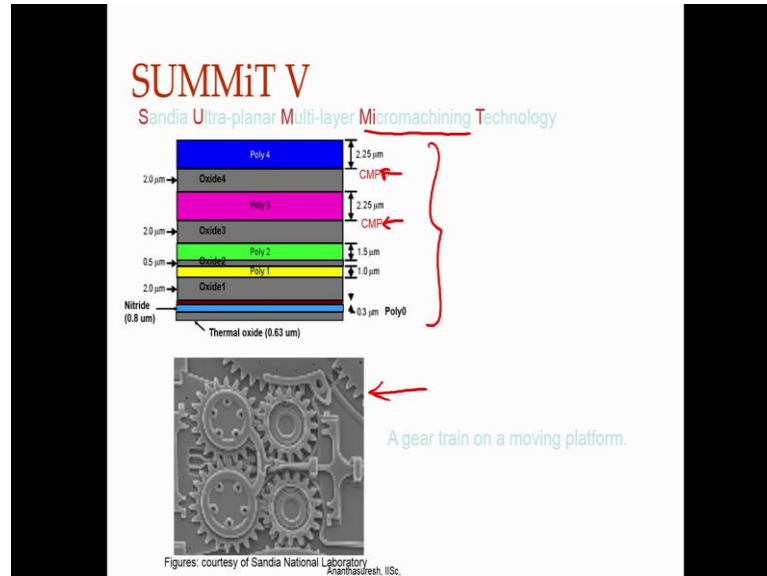 SUMMiT V
Sandia Ultra-planar Multi-layer Micromachining Technology
Poly 4
2.25 µm
2.0 µm
Oxide4
CMP
Poly 3
2.25 µm
2.0 µm
Oxide3
CMP
Poly 2
1.5 µm
0.5 µm
Oxide2
Poly 1
1.0 µm
2.0 µm
Oxide1
Nitride
(0.8 um)
0.3 µm Poly0
Thermal oxide (0.63 um)
A gear train on a moving platform.
Figures: courtesy of Sandia National Laboratory
Ananthasuresh, IISc,